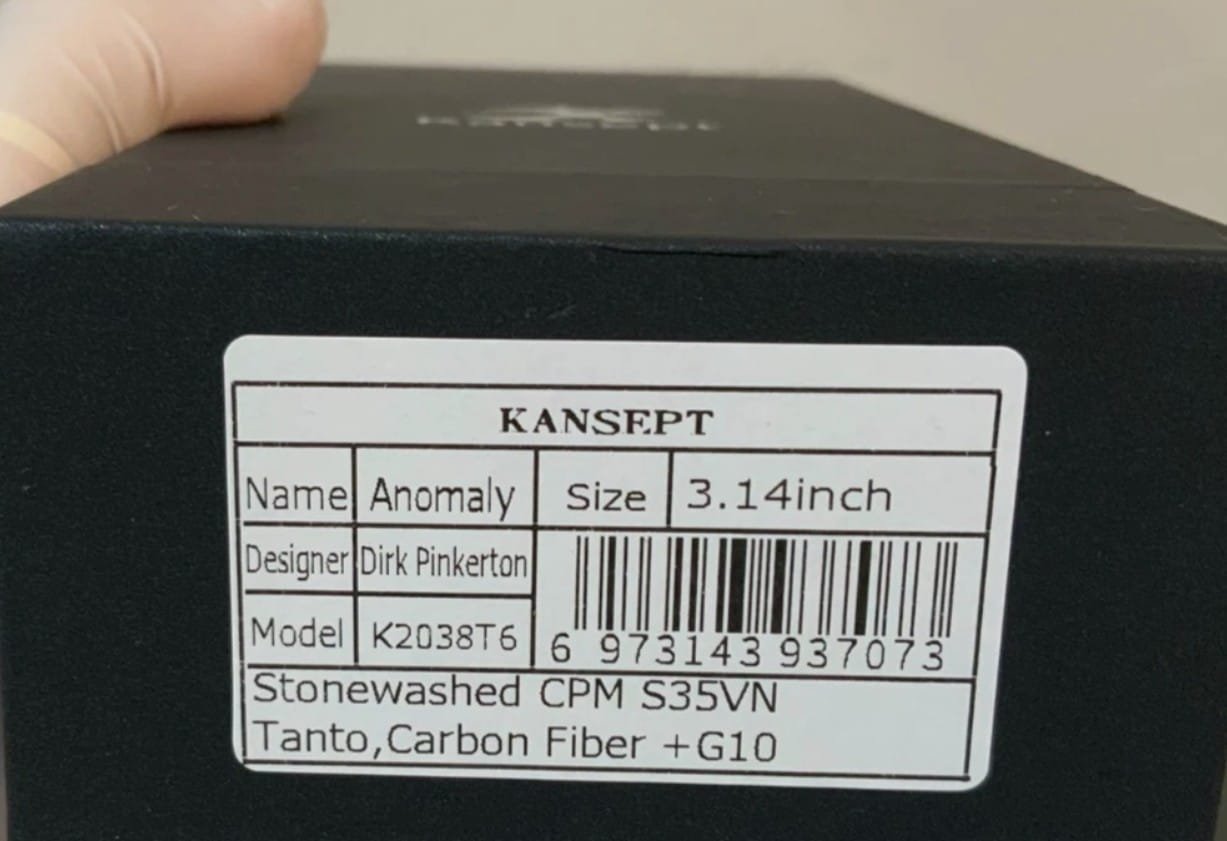 Kansept
KANSEPT
Name Anomaly Size 3.14inch
Designer Dirk Pinkerton
Model K2038T6
6 973143 937073
Stonewashed CPM S35VN
Tanto,Carbon Fiber +G10